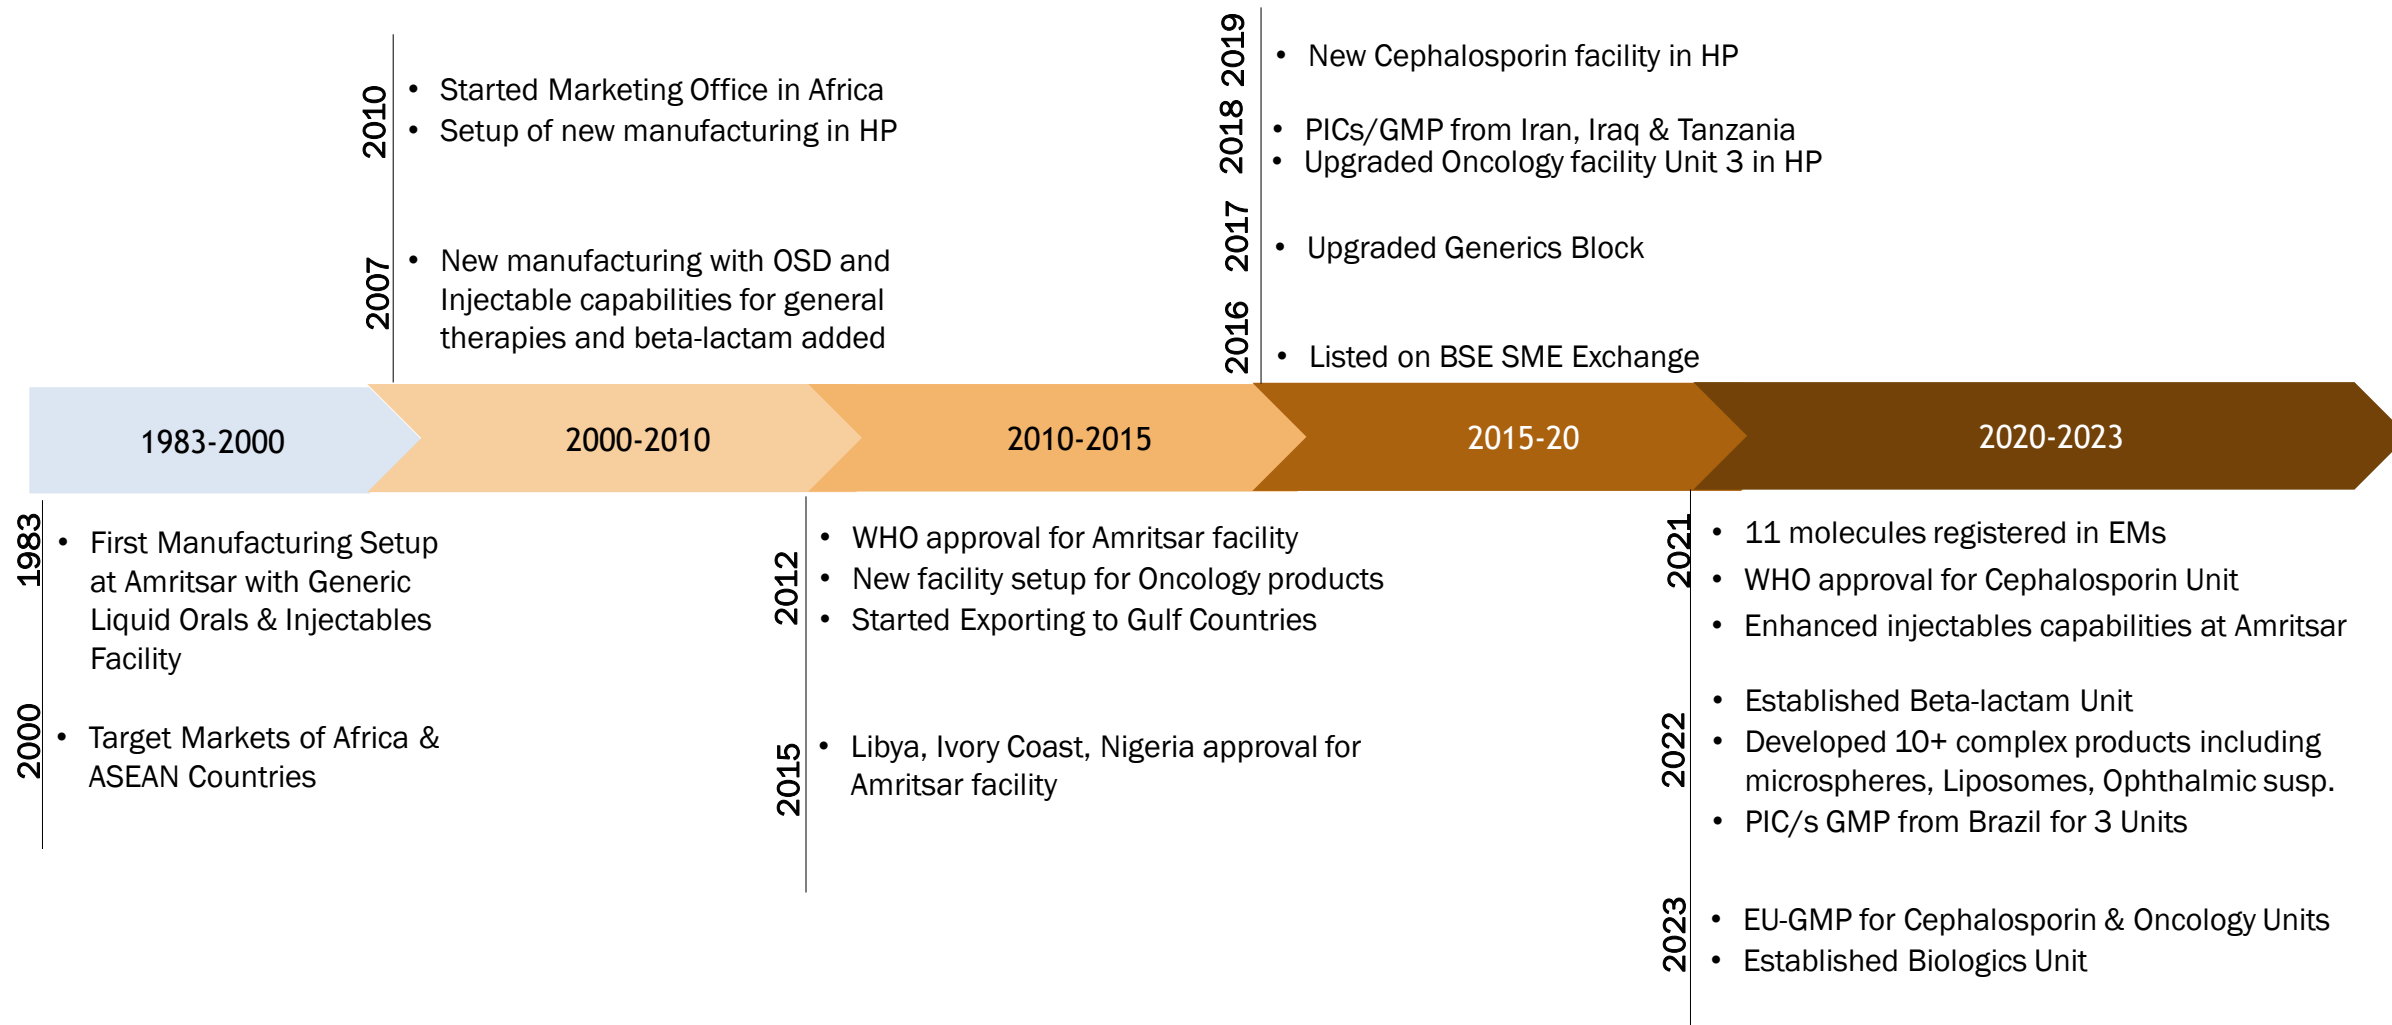 2010
• Started Marketing Office in Africa
• Setup of new manufacturing in HP
2007
• New manufacturing with OSD and
Injectable capabilities for general
therapies and beta-lactam added
2019
• New Cephalosporin facility in HP
2018
• PICs/GMP from Iran, Iraq & Tanzania
• Upgraded Oncology facility Unit 3 in HP
2017
• Upgraded Generics Block
2016
• Listed on BSE SME Exchange
1983-2000
2000-2010
2010-2015
2015-20
2020-2023
1983
• First Manufacturing Setup
at Amritsar with Generic
Liquid Orals & Injectables
Facility
2000
• Target Markets of Africa &
ASEAN Countries
2012
• WHO approval for Amritsar facility
• New facility setup for Oncology products
• Started Exporting to Gulf Countries
2015
• Libya, Ivory Coast, Nigeria approval for
Amritsar facility
2021
• 11 molecules registered in EMs
• WHO approval for Cephalosporin Unit
• Enhanced injectables capabilities at Amritsar
2022
• Established Beta-lactam Unit
• Developed 10+ complex products including
microspheres, Liposomes, Ophthalmic susp.
• PIC/s GMP from Brazil for 3 Units
2023
• EU-GMP for Cephalosporin & Oncology Units
• Established Biologics Unit